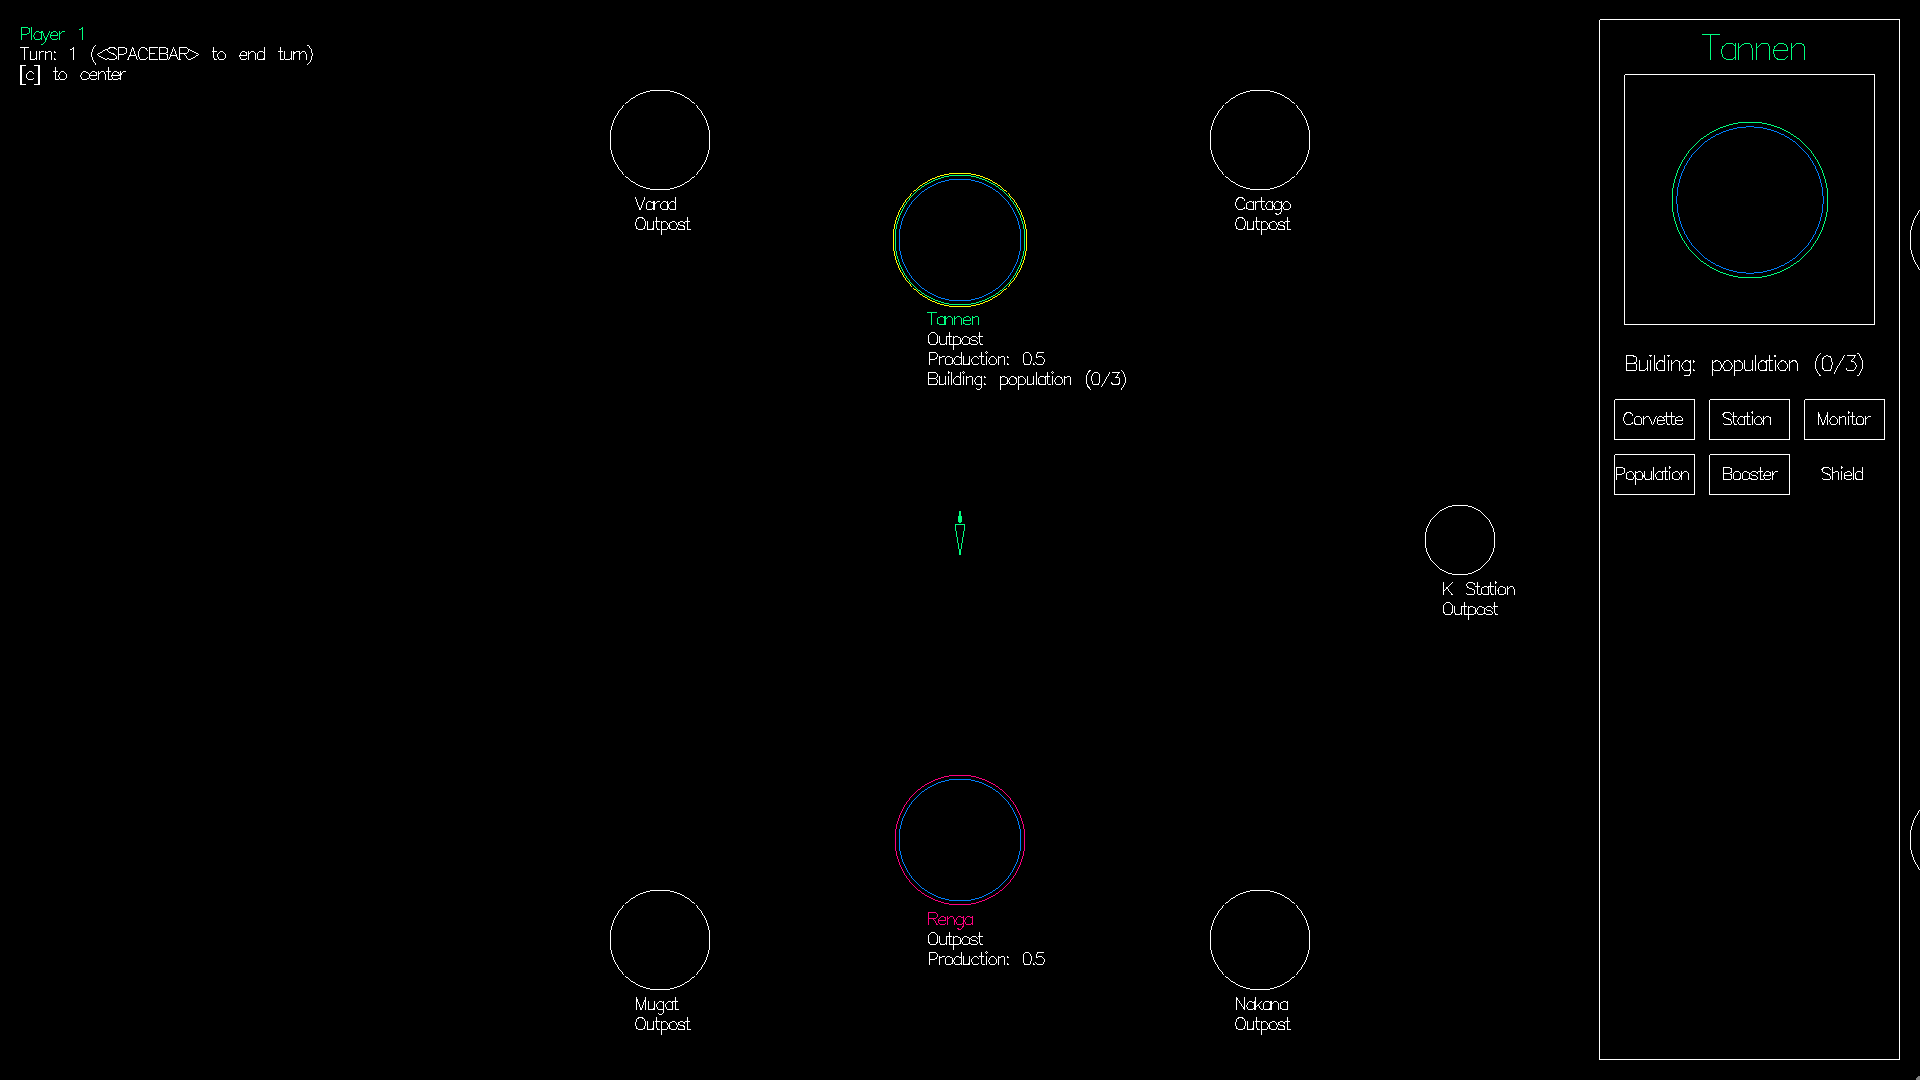 Player 1
Turn: 1 (<SPACEBAR> to end turn)
[c] to center
Varad
Outpost
Cartago
Outpost
Tannen
Outpost
Production: 0.5
Building: population (0/3)
K Station
Outpost
Renga
Outpost
Production: 0.5
Mugat
Outpost
Nakana
Outpost
Tannen
Building: population (0/3)
Corvette Station Monitor
Population Booster Shield